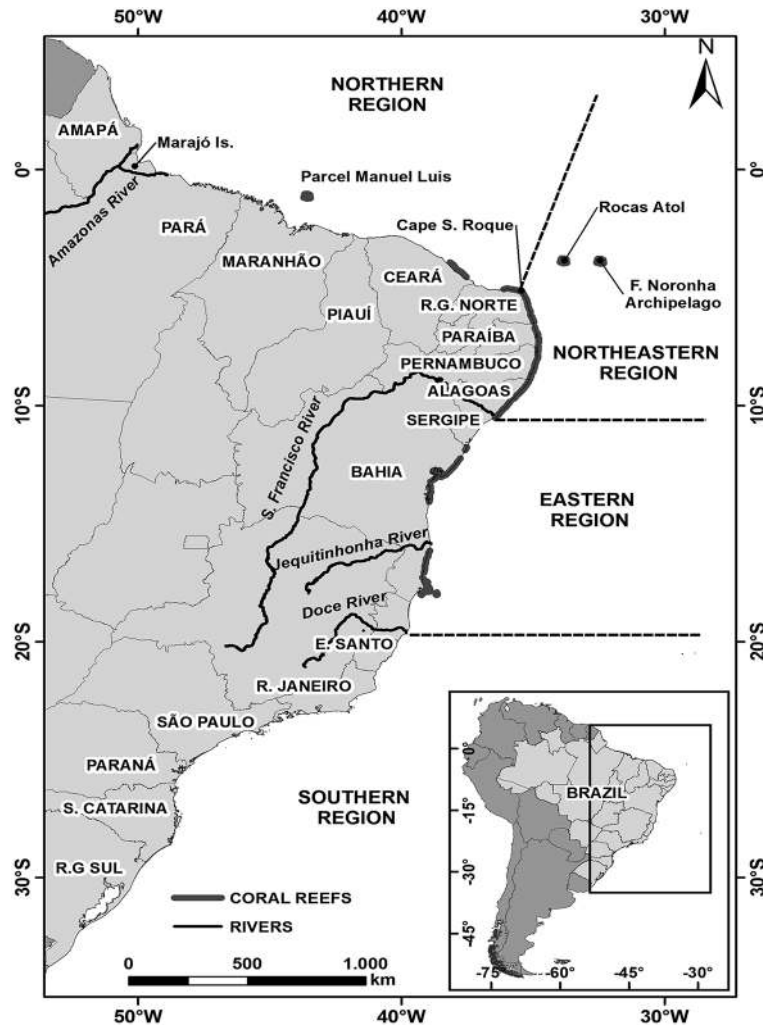 50°W
40°W
30°W
NORTHERN
REGION
N
AMAPÁ
Marajó Is.
0°
0°
Parcel Manuel Luis
Amazonas River
Rocas Atol
PARÁ
Cape S. Roque
MARANHÃO
CEARÁ
F. Noronha
Archipelago
R.G. NORTE
PIAUÍ
PARAÍBA
NORTHEASTERN
REGION
PERNAMBUCO
ALAGOAS
10°S
10°S
SERGIPE
S. Francisco River
BAHIA
EASTERN
REGION
Jequitinhonha River
Doce River
20°S
20°S
E. SANTO
R. JANEIRO
SÃO PAULO
PARANÁ
S. CATARINA
SOUTHERN
REGION
R.G SUL
30°S
30°S
CORAL REEFS
RIVERS
0
500
1.000
km
0°
BRAZIL
-15°
-30°
-45°
-75°
-60°
-45°
-30°
50°W
40°W
30°W